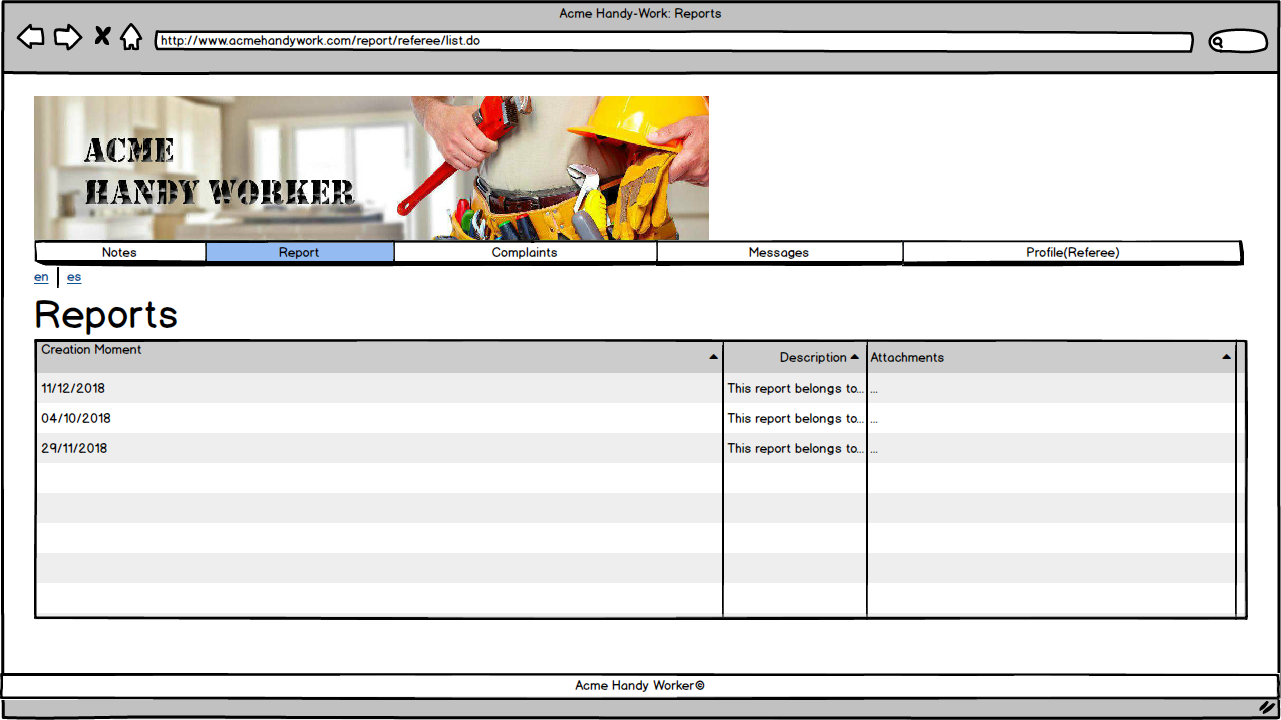 Acme Handy-Work: Reports
http://www.acmehandywork.com/report/referee/list.do
ACME
HANDY WORKER
Notes Report Complaints Messages Profile(Referee)
en es
Reports
Creation Moment Description Attachments
11/12/2018 This report belongs to... ...
04/10/2018 This report belongs to... ...
29/11/2018 This report belongs to... ...
Acme Handy Worker©